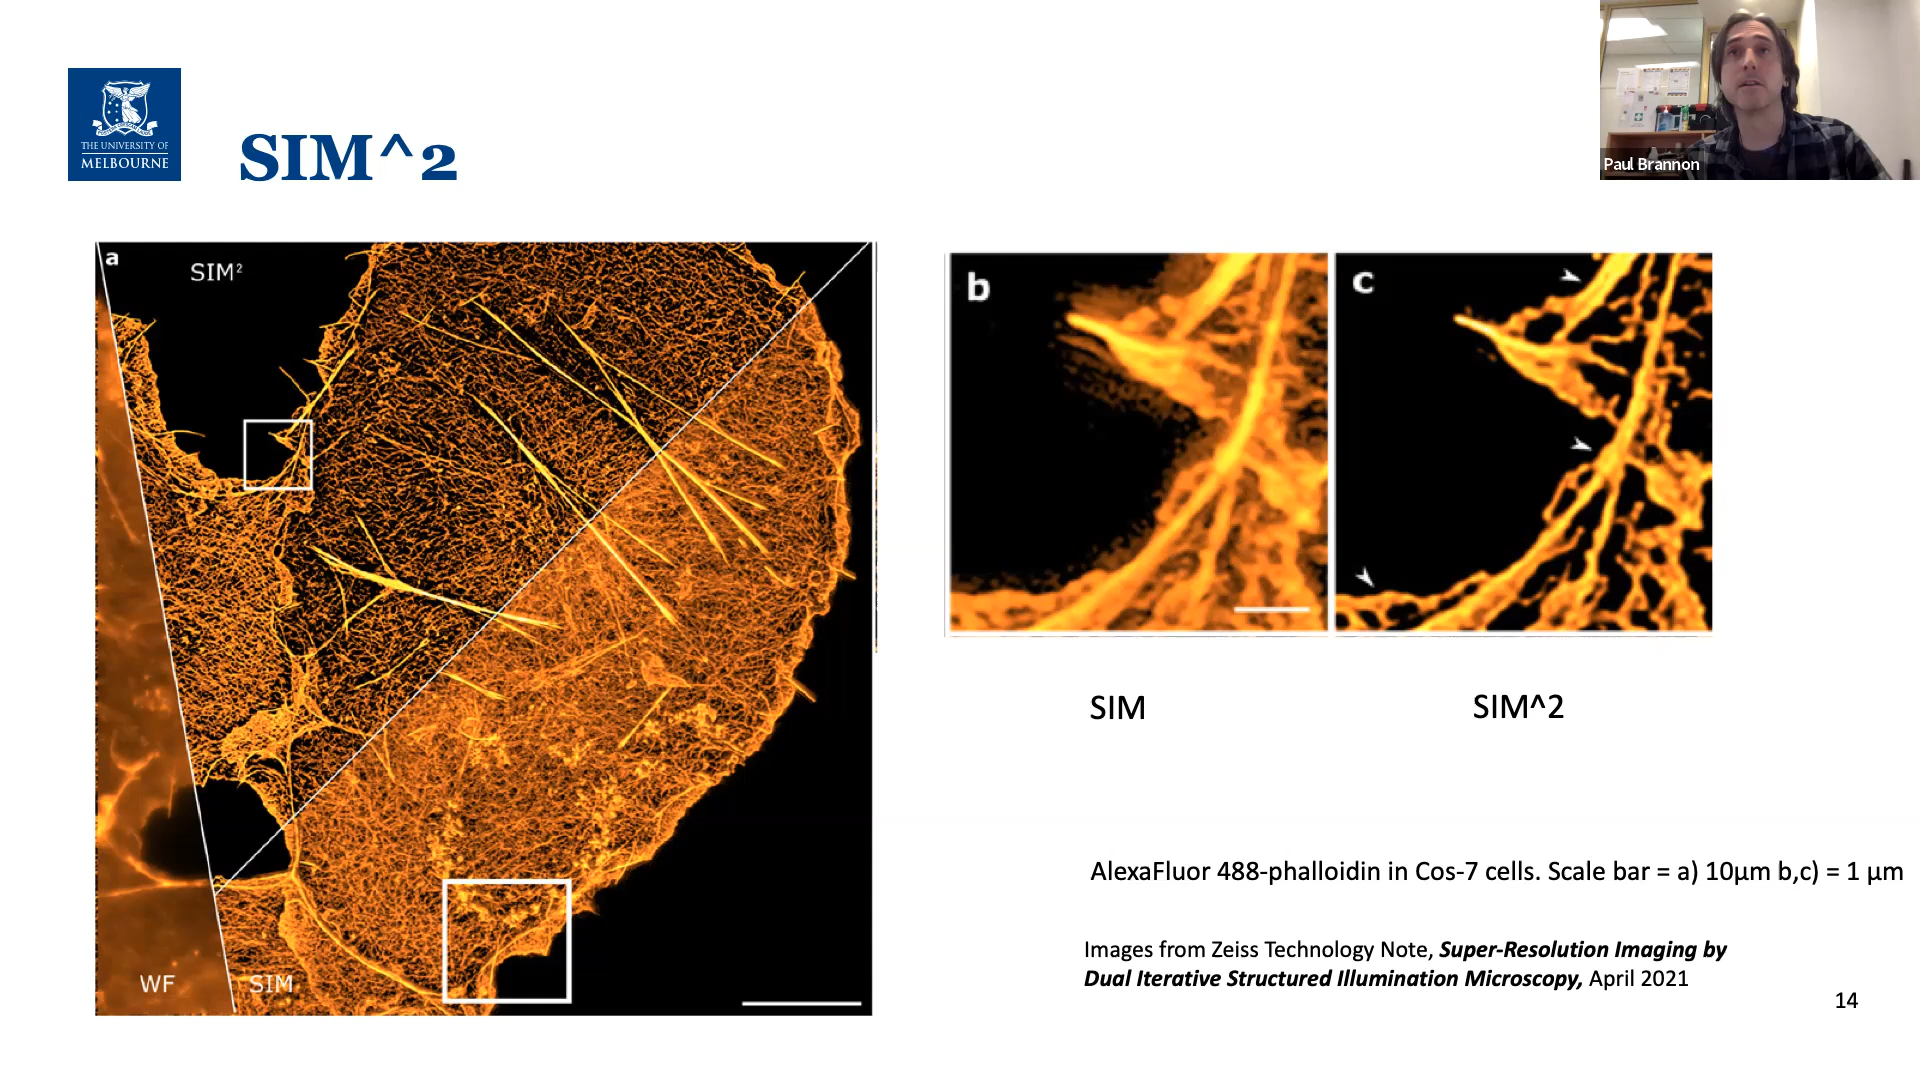 THE UNIVERSITY OF
MELBOURNE
SIM^2
Paul Brannon
a
SIM²
WF
SIM
b
c
SIM
SIM^2
AlexaFluor 488-phalloidin in Cos-7 cells. Scale bar = a) 10µm b,c) = 1 µm
Images from Zeiss Technology Note, Super-Resolution Imaging by
Dual Iterative Structured Illumination Microscopy, April 2021
14